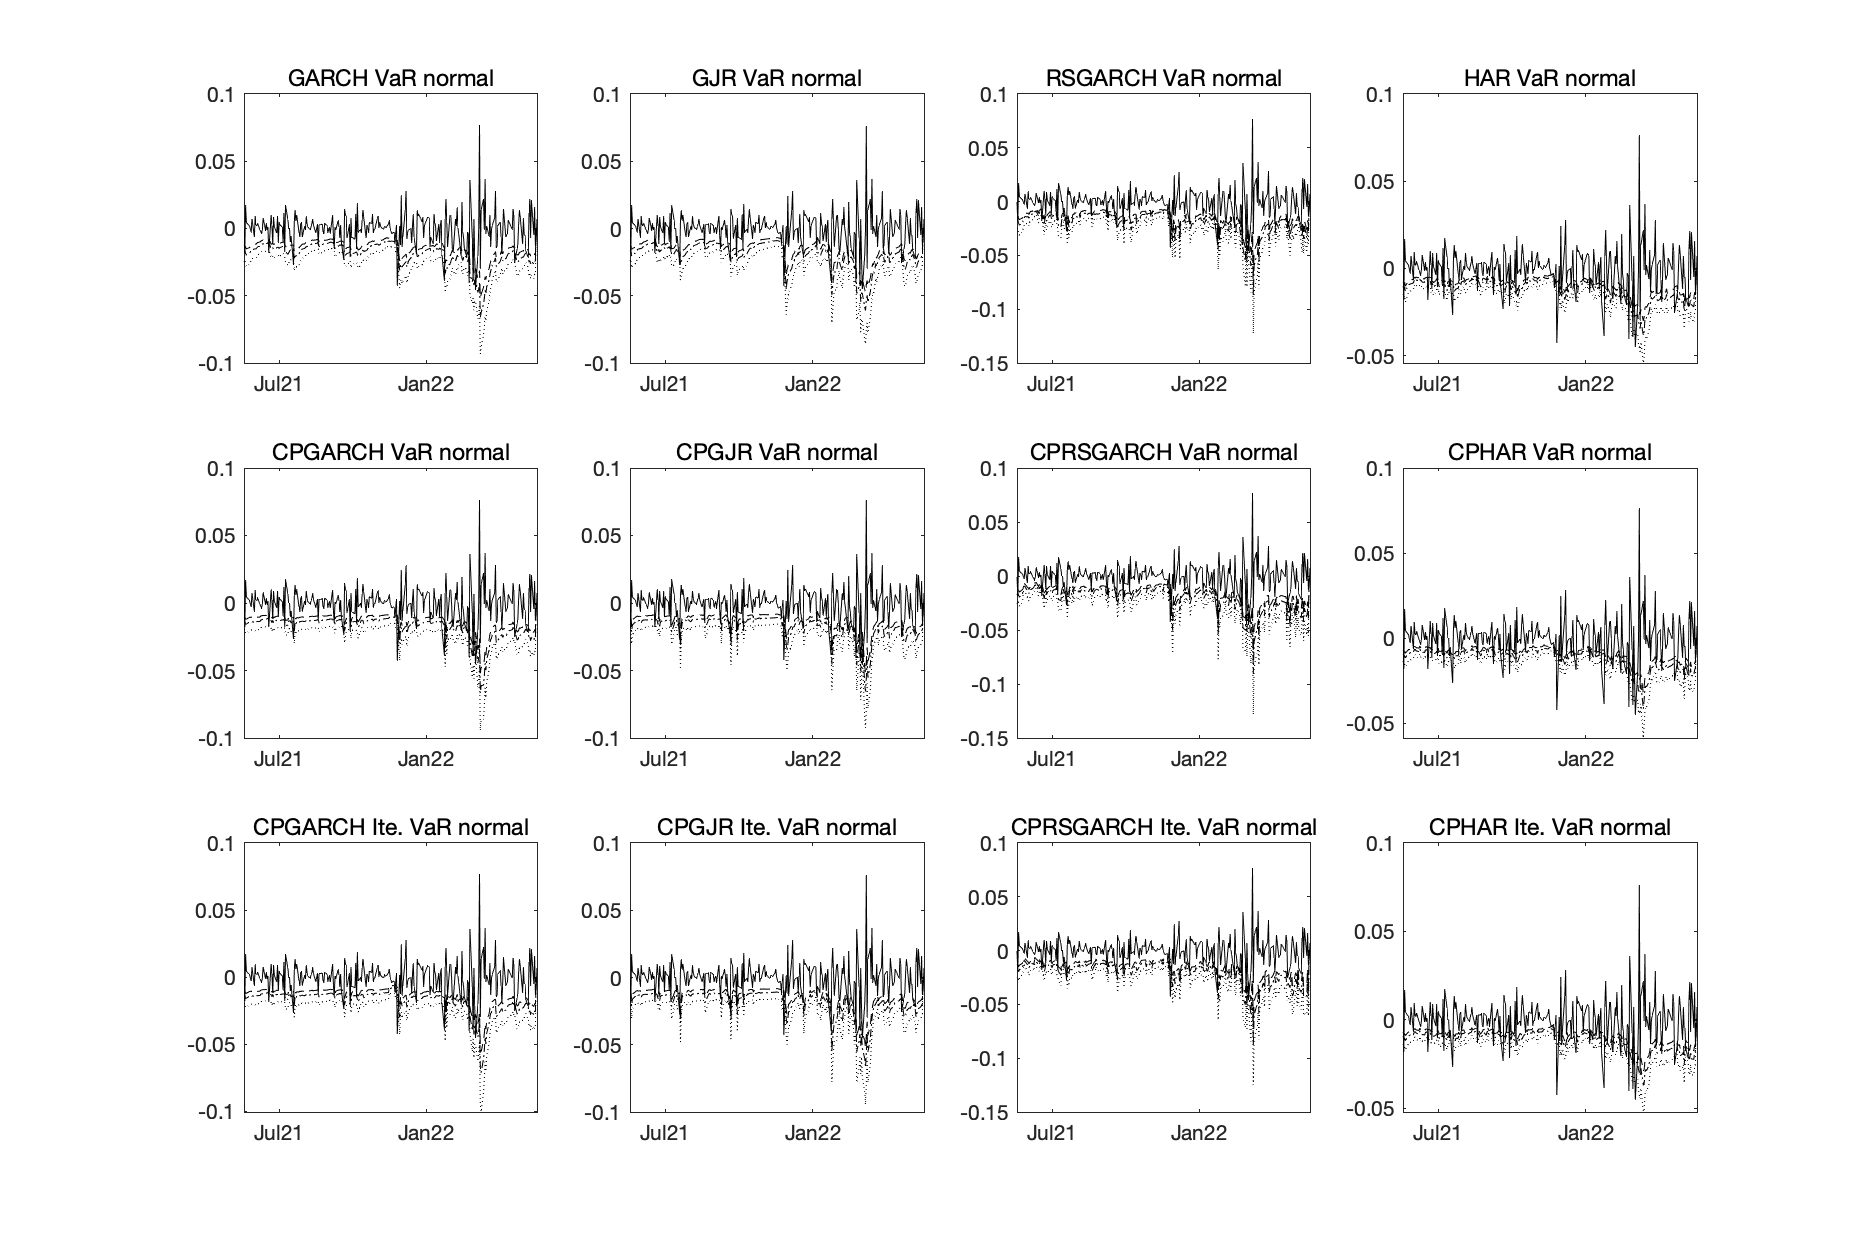 GARCH VaR normal
GJR VaR normal
RSGARCH VaR normal
HAR VaR normal
0.1
0.05
0
-0.05
-0.1
Jul21
Jan22
0.1
0.05
0
-0.05
-0.1
Jul21
Jan22
0.1
0.05
0
-0.05
-0.1
-0.15
Jul21
Jan22
0.1
0.05
0
-0.05
Jul21
Jan22
CPGARCH VaR normal
CPGJR VaR normal
CPRSGARCH VaR normal
CPHAR VaR normal
0.1
0.05
0
-0.05
-0.1
Jul21
Jan22
0.1
0.05
0
-0.05
-0.1
Jul21
Jan22
0.1
0.05
0
-0.05
-0.1
-0.15
Jul21
Jan22
0.1
0.05
0
-0.05
Jul21
Jan22
CPGARCH Ite. VaR normal
CPGJR Ite. VaR normal
CPRSGARCH Ite. VaR normal
CPHAR Ite. VaR normal
0.1
0.05
0
-0.05
-0.1
Jul21
Jan22
0.1
0.05
0
-0.05
-0.1
Jul21
Jan22
0.1
0.05
0
-0.05
-0.1
-0.15
Jul21
Jan22
0.1
0.05
0
-0.05
Jul21
Jan22